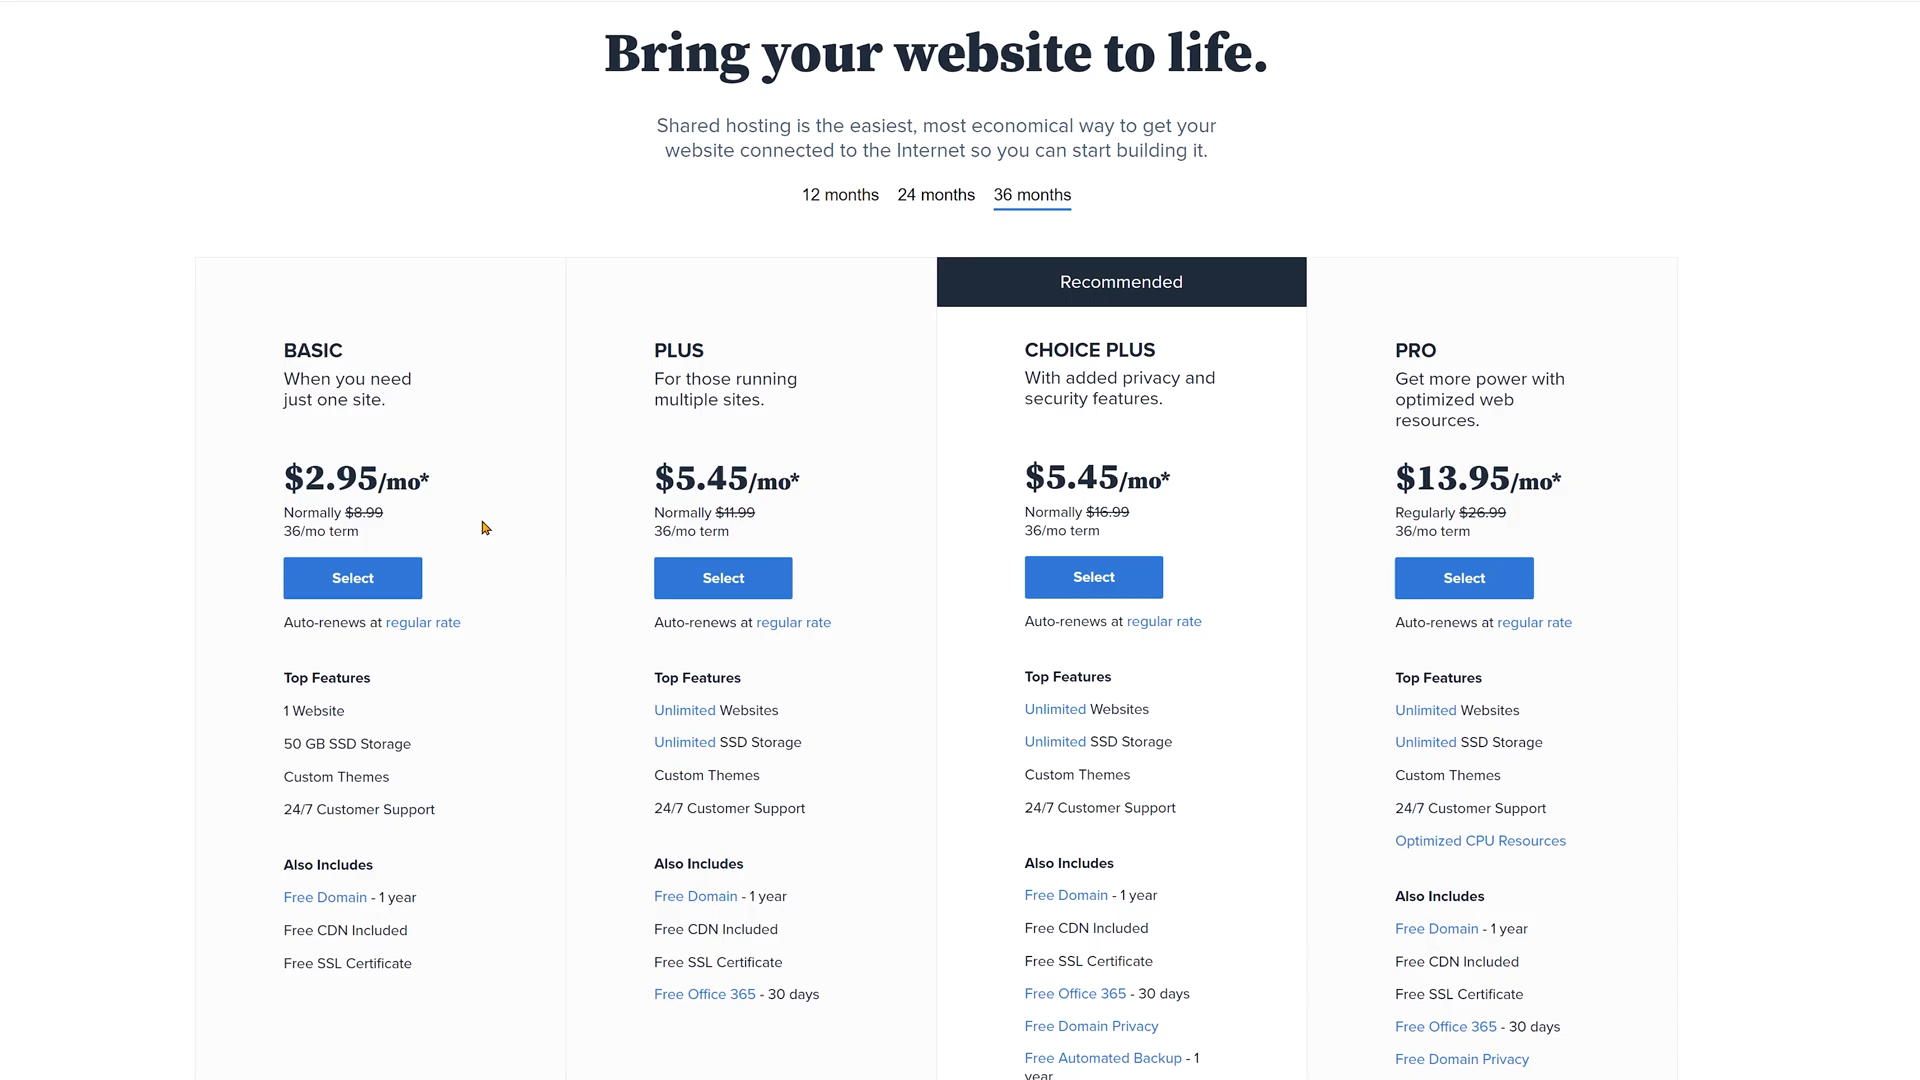 Bring your website to life.
Shared hosting is the easiest, most economical way to get your
website connected to the Internet so you can start building it.
12 months 24 months 36 months
BASIC
When you need
just one site.
$2.95/mo*
Normally $8.99
36/mo term
Select
Auto-renews at regular rate
Top Features
1 Website
50 GB SSD Storage
Custom Themes
24/7 Customer Support
Also Includes
Free Domain - 1 year
Free CDN Included
Free SSL Certificate
PLUS
For those running
multiple sites.
$5.45/mo*
Normally $11.99
36/mo term
Select
Auto-renews at regular rate
Top Features
Unlimited Websites
Unlimited SSD Storage
Custom Themes
24/7 Customer Support
Also Includes
Free Domain - 1 year
Free CDN Included
Free SSL Certificate
Free Office 365 - 30 days
Recommended
CHOICE PLUS
With added privacy and
security features.
$5.45/mo*
Normally $16.99
36/mo term
Select
Auto-renews at regular rate
Top Features
Unlimited Websites
Unlimited SSD Storage
Custom Themes
24/7 Customer Support
Also Includes
Free Domain - 1 year
Free CDN Included
Free SSL Certificate
Free Office 365 - 30 days
Free Domain Privacy
Free Automated Backup - 1
year
PRO
Get more power with
optimized web
resources.
$13.95/mo*
Regularly $26.99
36/mo term
Select
Auto-renews at regular rate
Top Features
Unlimited Websites
Unlimited SSD Storage
Custom Themes
24/7 Customer Support
Optimized CPU Resources
Also Includes
Free Domain - 1 year
Free CDN Included
Free SSL Certificate
Free Office 365 - 30 days
Free Domain Privacy